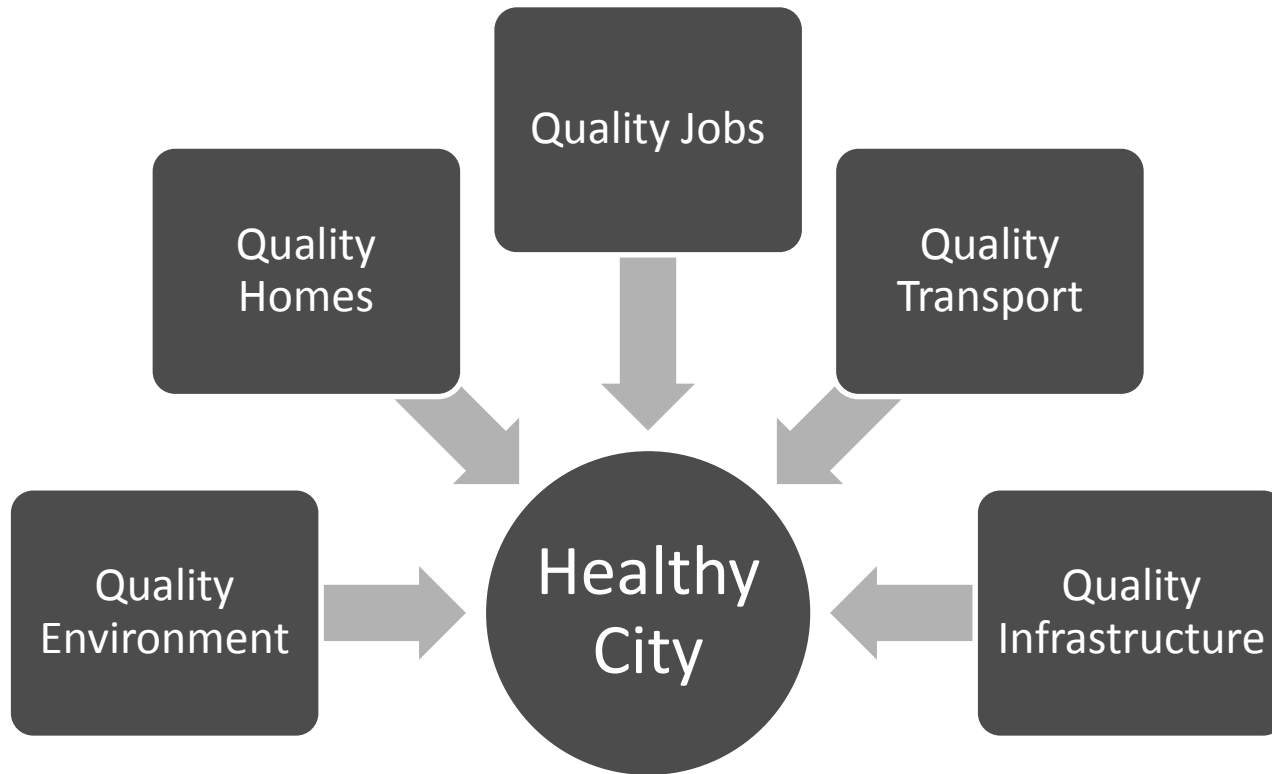 Quality Jobs
Quality
Homes
Quality
Transport
Quality
Environment
Healthy
City
Quality
Infrastructure